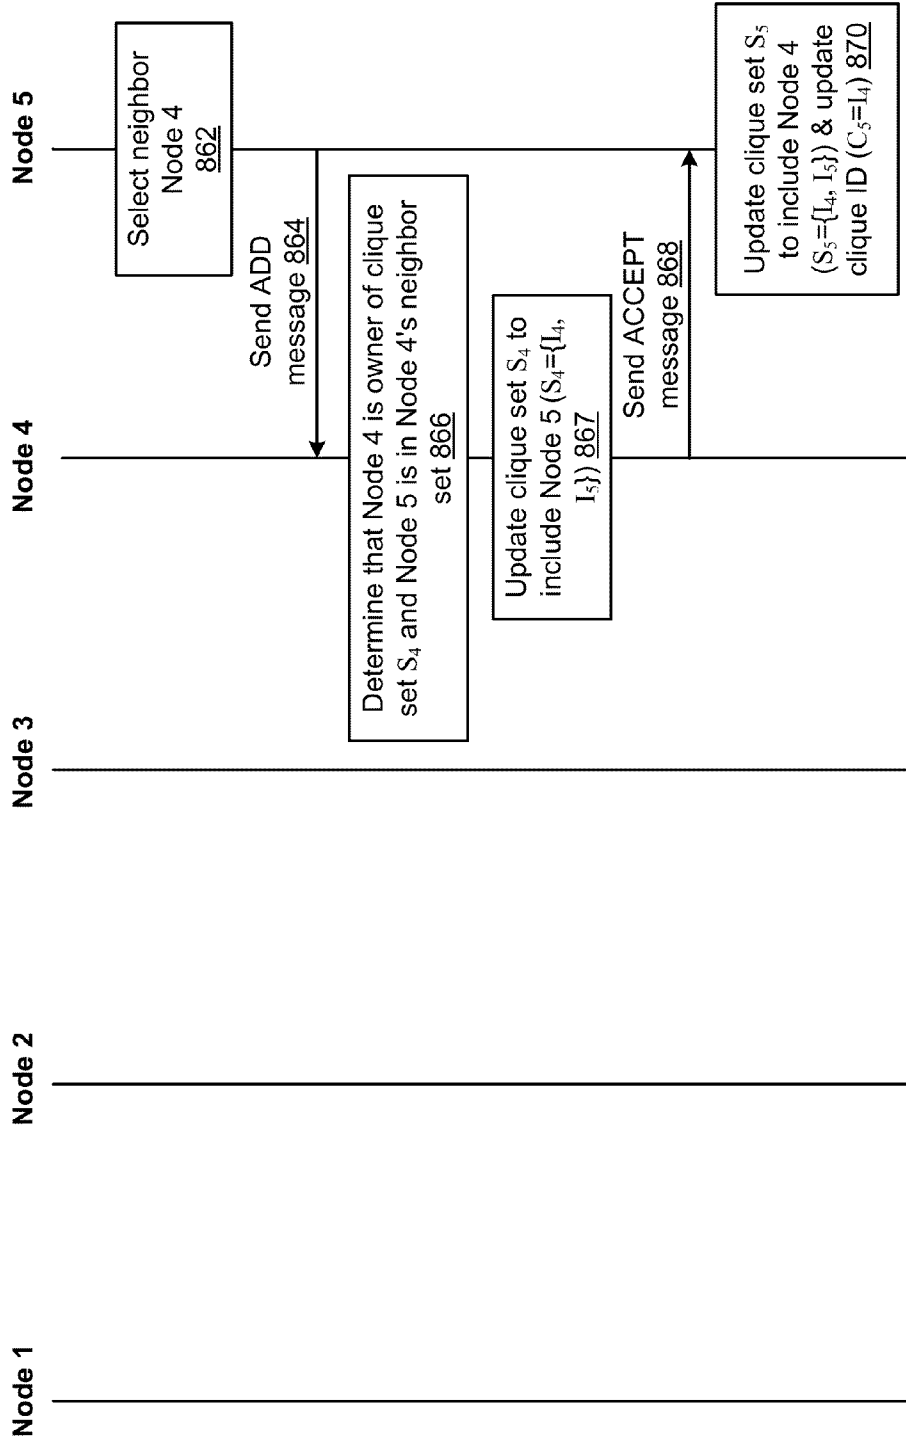 Node 1
Node 2
Node 3
Node 4
Node 5
Select neighbor
Node 4
862
Send ADD
message 864
Determine that Node 4 is owner of clique
set S₄ and Node 5 is in Node 4's neighbor
set 866
Update clique set S₄ to
include Node 5 (S₄={I₄,
I₅}) 867
Send ACCEPT
message 868
Update clique set S₅
to include Node 4
(S₅={I₄, I₅}) & update
clique ID (C₅=I₄) 870